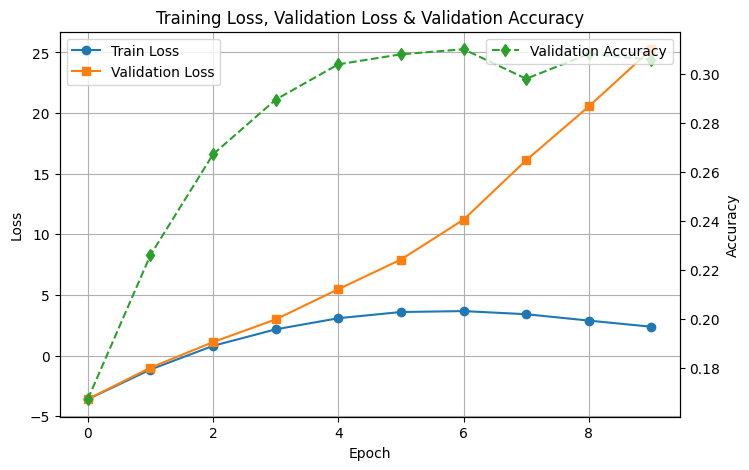 Training Loss, Validation Loss & Validation Accuracy
Train Loss
Validation Loss
Validation Accuracy
25
20
15
10
5
0
−5
Loss
0.30
0.28
0.26
0.24
0.22
0.20
0.18
Accuracy
0 2 4 6 8
Epoch